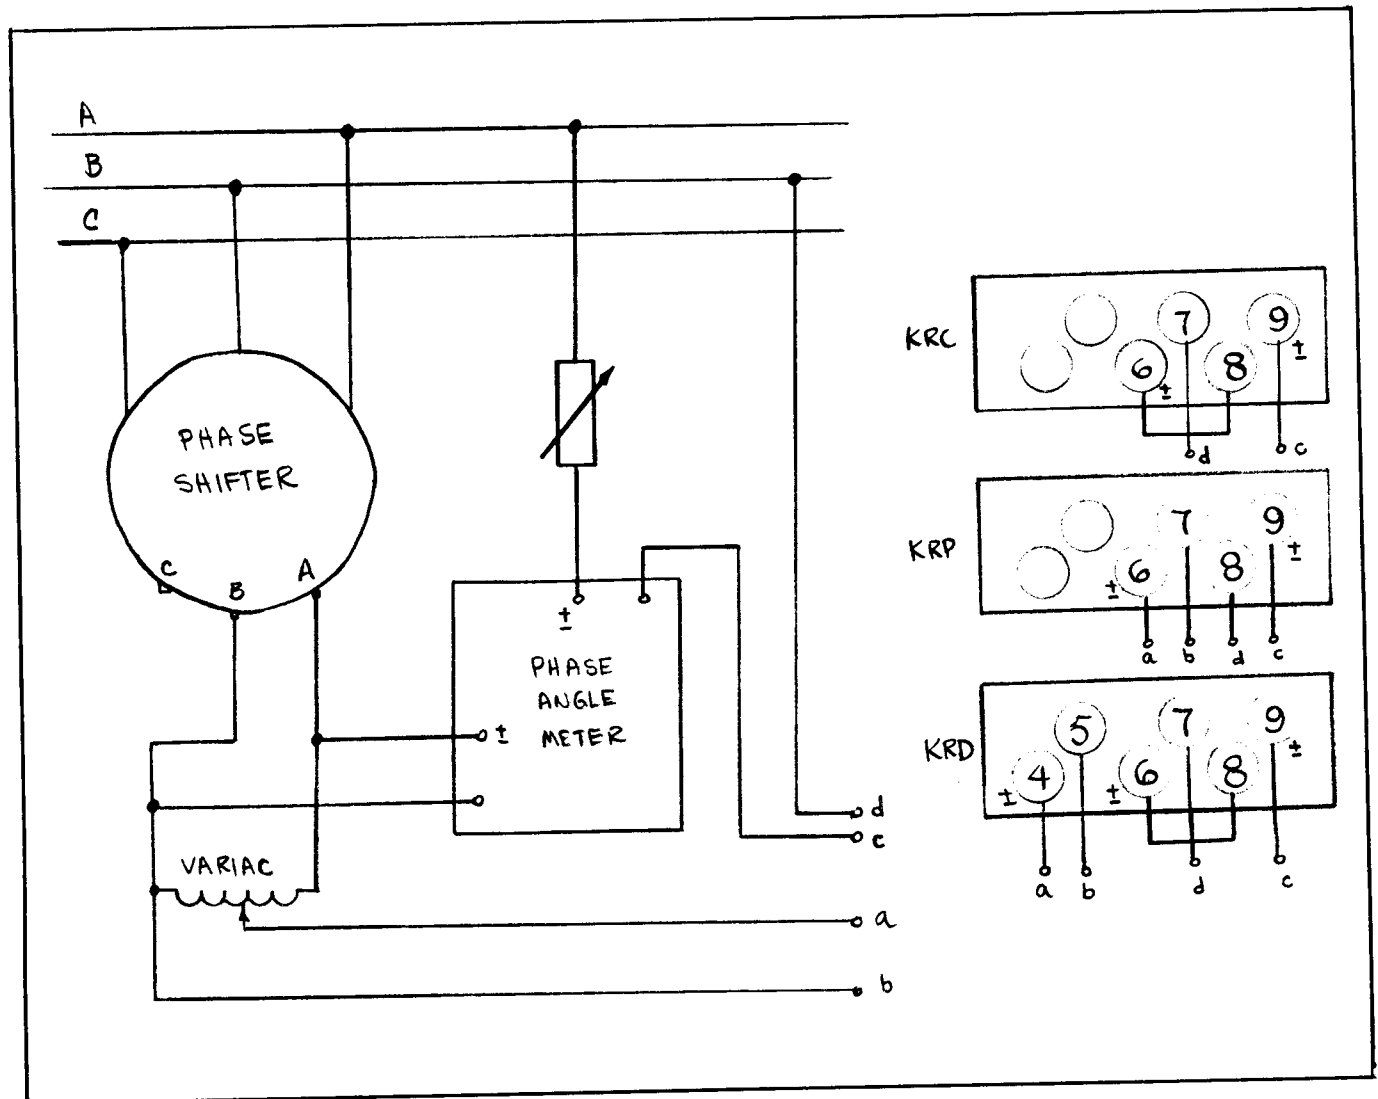 A
B
C
PHASE
SHIFTER
C
B
A
±
PHASE
ANGLE
± METER
VARIAC
d
c
a
b
KRC
7 9
6 8
± ±
d c
KRP
7 9
± 6 8 ±
a b d c
KRD
5 7 9
± 4 ± 6 8 ±
a b d c